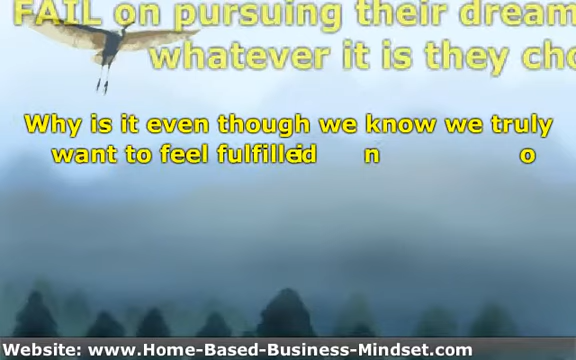 FAIL on pursuing their dream
whatever it is they cho
Why is it even though we know we truly
want to feel fulfilled
Website: www.Home-Based-Business-Mindset.com